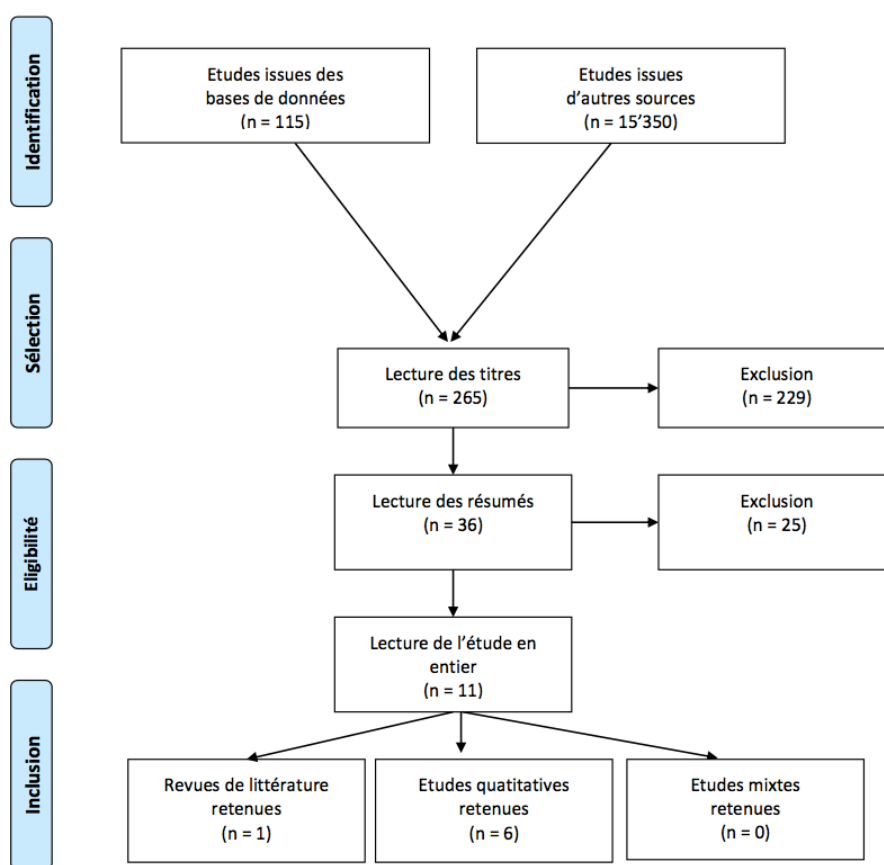 Identification
Etudes issues des
bases de données
(n = 115)
Etudes issues
d'autres sources
(n = 15'350)
Sélection
Lecture des titres
(n = 265)
Exclusion
(n = 229)
Eligibilité
Lecture des résumés
(n = 36)
Exclusion
(n = 25)
Lecture de l'étude en
entier
(n = 11)
Inclusion
Revues de littérature
retenues
(n = 1)
Etudes quatitatives
retenues
(n = 6)
Etudes mixtes
retenues
(n = 0)